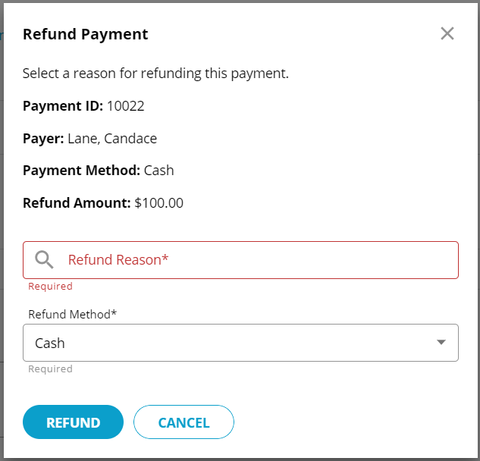 Refund Payment
Select a reason for refunding this payment.
Payment ID: 10022
Payer: Lane, Candace
Payment Method: Cash
Refund Amount: $100.00
Refund Reason*
Required
Refund Method*
Cash
Required
REFUND CANCEL